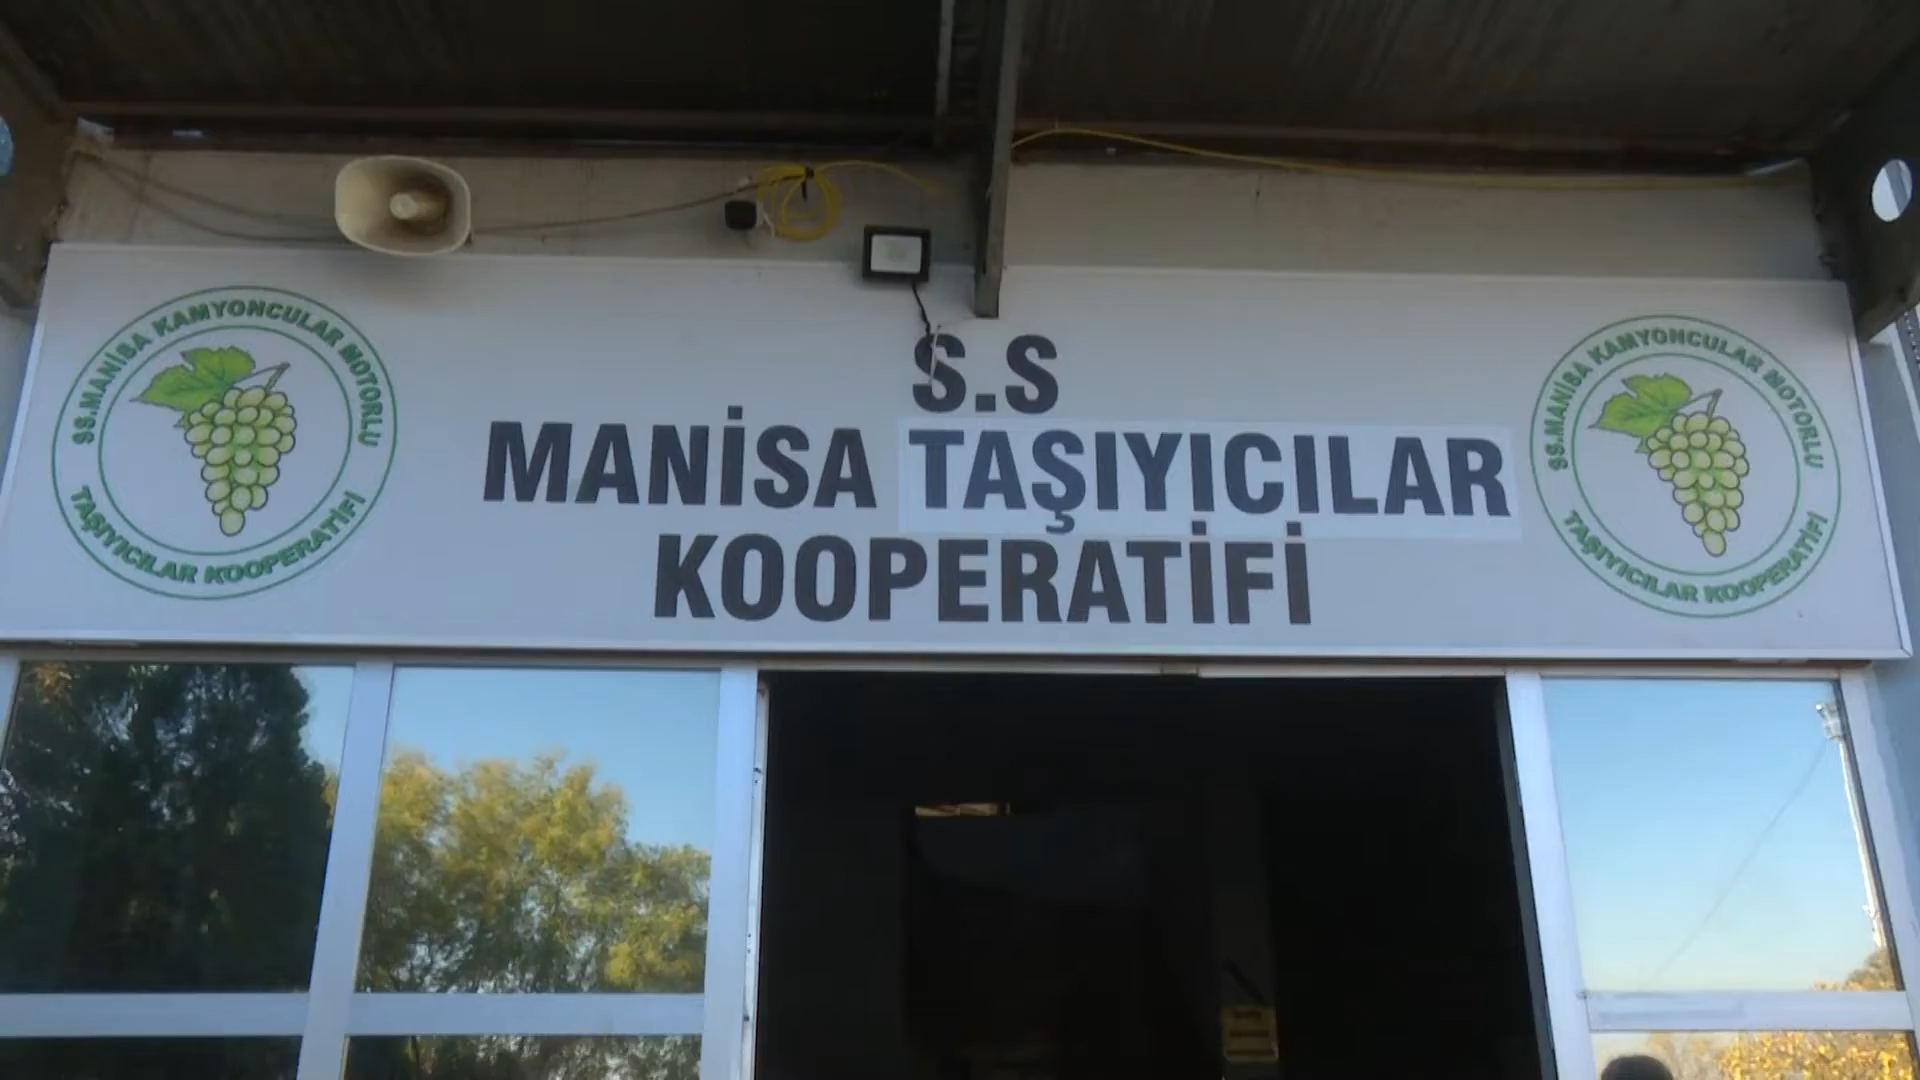 SS.MANİSA KAMYONCULAR MOTORLU
TAŞIYICILAR KOOPERATİFİ
S.S
MANİSA TAŞIYICILAR
KOOPERATİFİ
SS.MANİSA KAMYONCULAR MOTORLU
TAŞIYICILAR KOOPERATİFİ